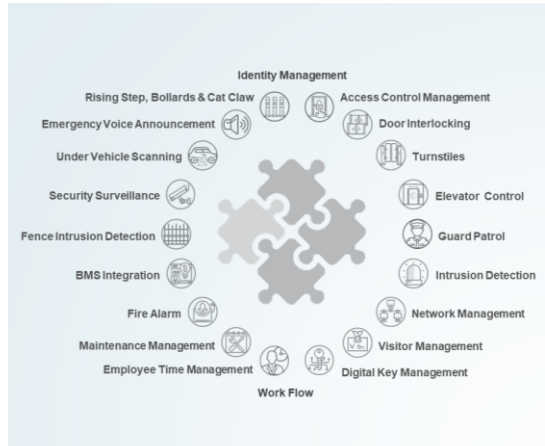 Identity Management
Rising Step, Bollards & Cat Claw
Access Control Management
Emergency Voice Announcement
Door Interlocking
Under Vehicle Scanning
Turnstiles
Security Surveillance
Elevator Control
Fence Intrusion Detection
Guard Patrol
BMS Integration
Intrusion Detection
Fire Alarm
Network Management
Maintenance Management
Visitor Management
Employee Time Management
Digital Key Management
Work Flow